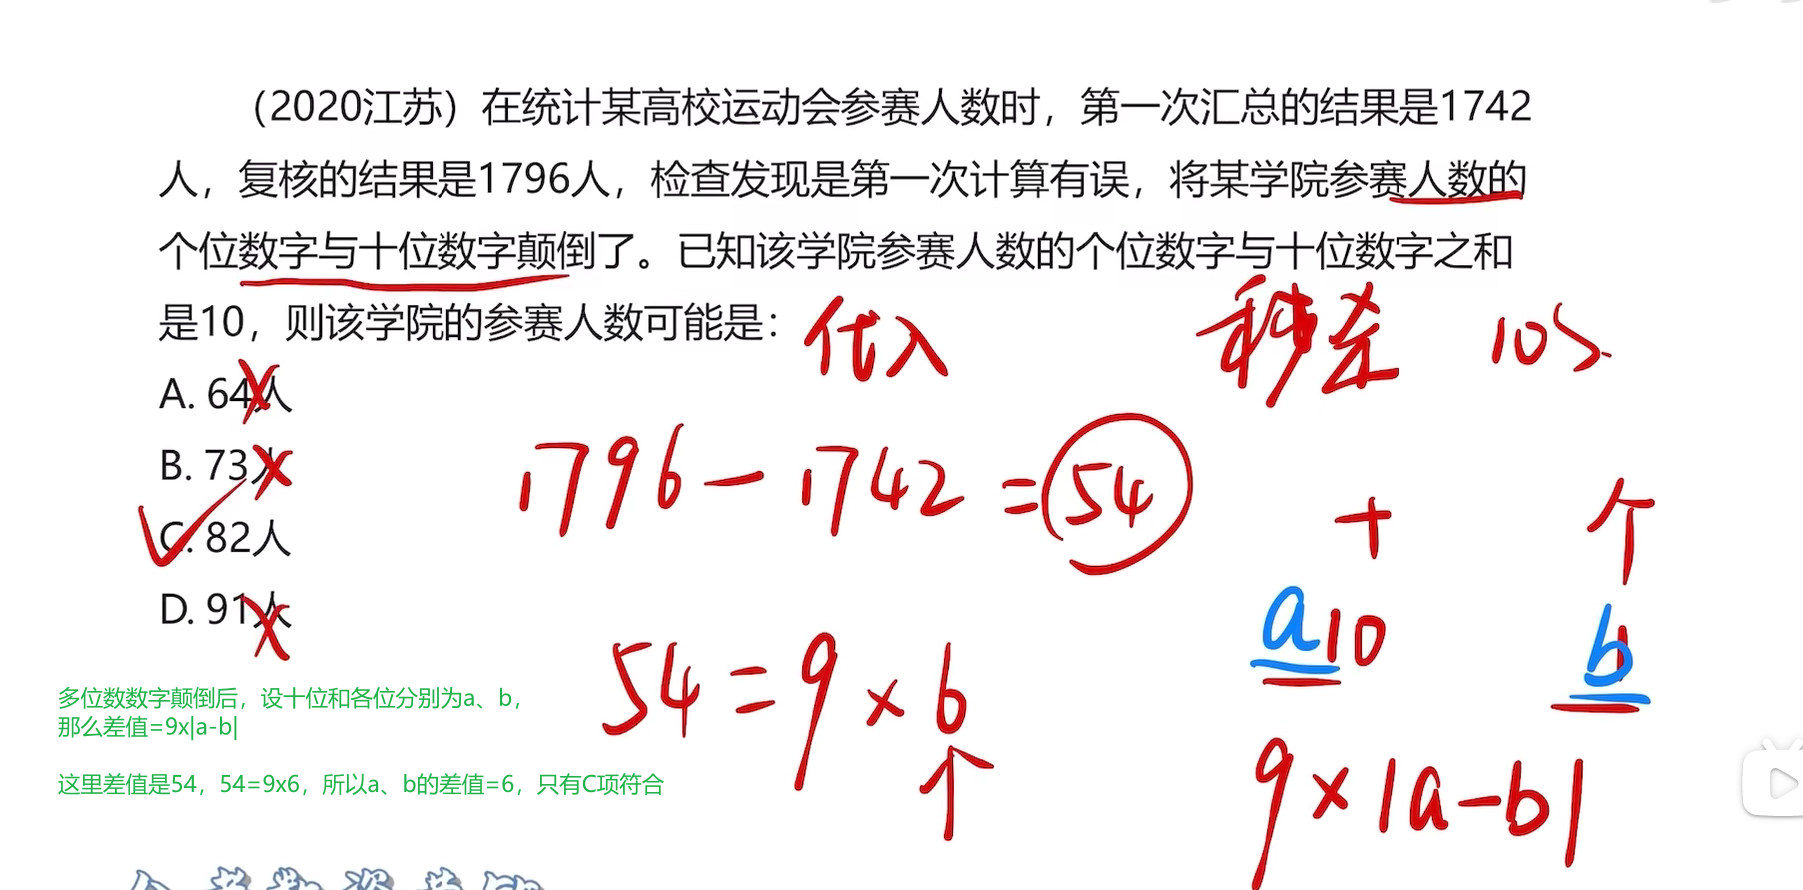 （2020江苏）在统计某高校运动会参赛人数时，第一次汇总的结果是1742
人，复核的结果是1796人，检查发现是第一次计算有误，将某学院参赛人数的
个位数字与十位数字颠倒了。已知该学院参赛人数的个位数字与十位数字之和
是10，则该学院的参赛人数可能是：
代入
秒杀 10s
A. 64人
B. 73人
C. 82人
D. 91人
1796-1742=54
十 个
a10 b1
54=9×6
9×|a-b|
多位数数字颠倒后，设十位和各位分别为a、b，
那么差值=9x|a-b|
这里差值是54，54=9x6，所以a、b的差值=6，只有C项符合